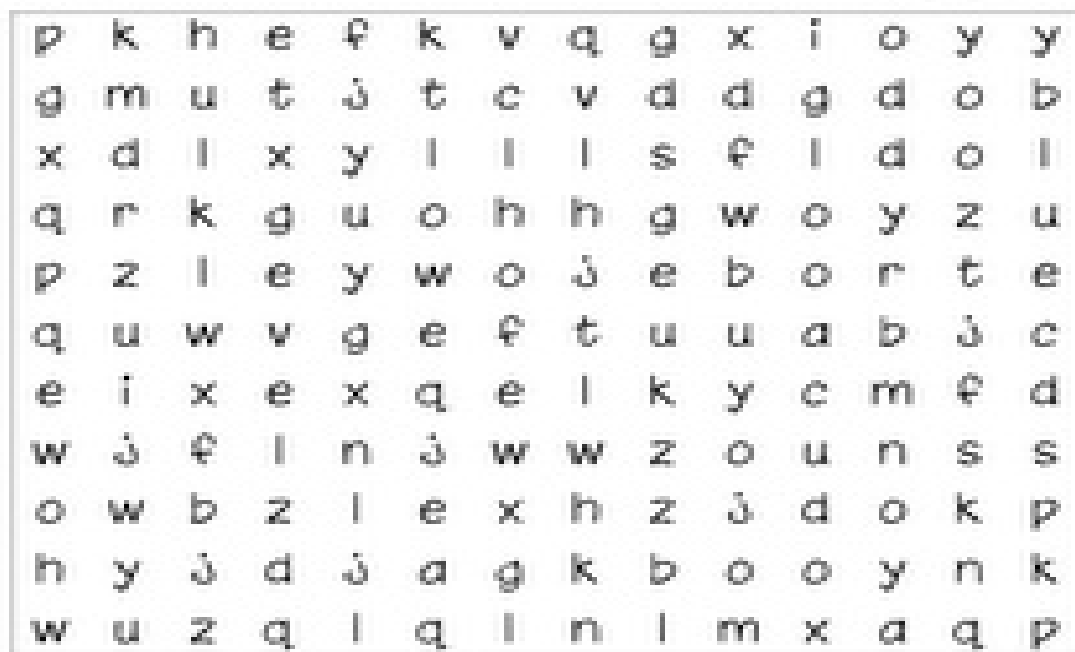 p k h e f k v q g x i o y y
g m u t j t c v d d g d o b
x d l x y l l l s f l d o l
q r k g u o h h g w o y z u
p z l e y w o j e b o r t e
q u w v g e f t u u a b j c
e i x e x q e l k y c m f d
w j f l n j w w z o u n s s
o w b z l e x h z j d o k p
h y j d j a g k b o o y n k
w u z q l q l n l m x a q p